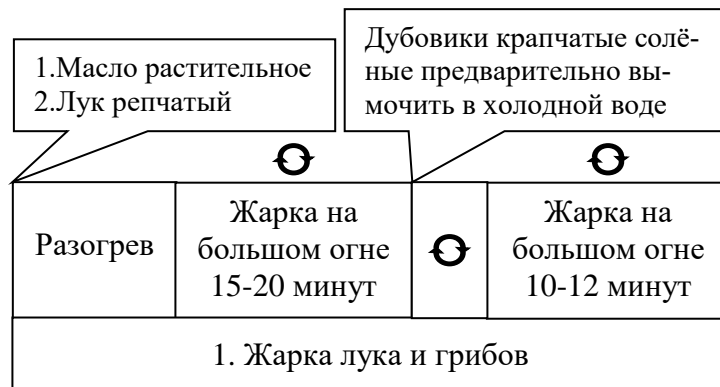 1.Масло растительное
2.Лук репчатый
Дубовики крапчатые солё-
ные предварительно вы-
мочить в холодной воде
Разогрев
Жарка на
большом огне
15-20 минут
Жарка на
большом огне
10-12 минут
1. Жарка лука и грибов